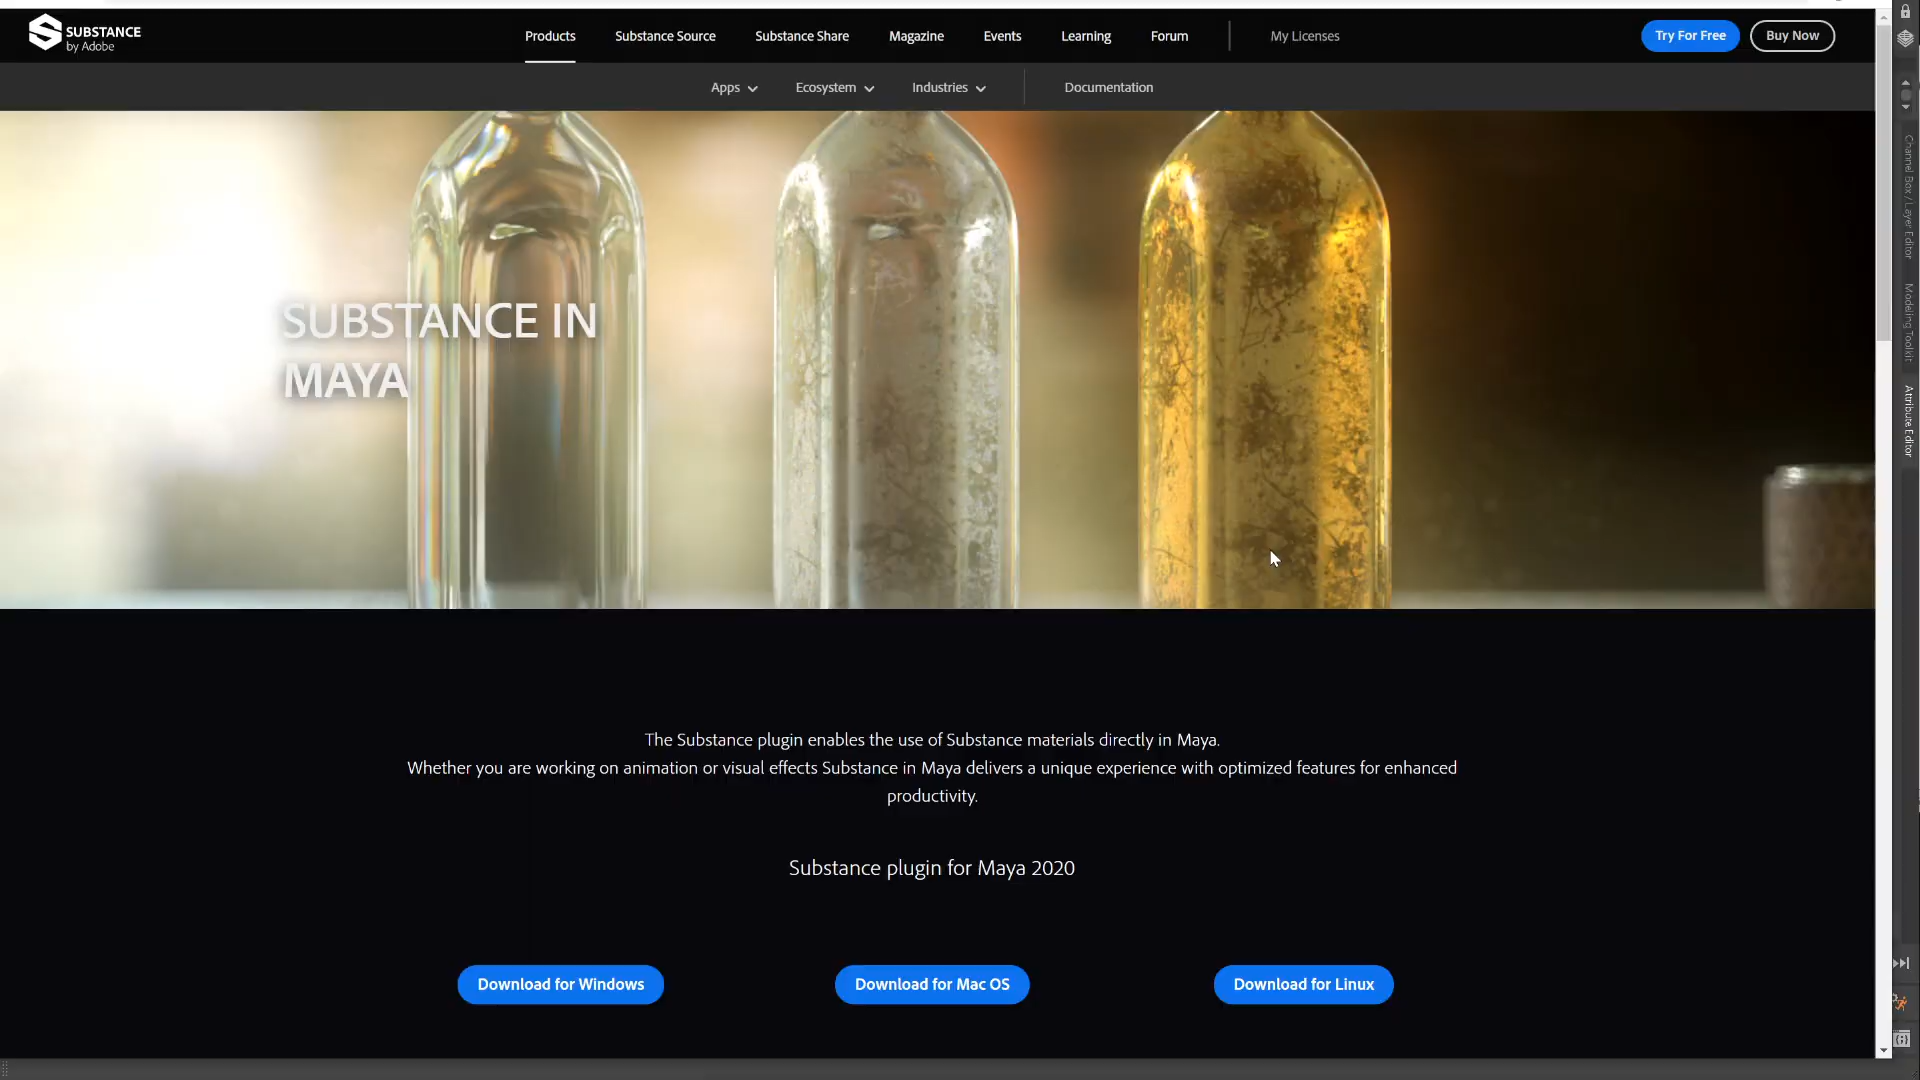 SUBSTANCE
by Adobe
Products
Substance Source
Substance Share
Magazine
Events
Learning
Forum
My Licenses
Try For Free
Buy Now
Apps
Ecosystem
Industries
Documentation
SUBSTANCE IN
MAYA
The Substance plugin enables the use of Substance materials directly in Maya.
Whether you are working on animation or visual effects Substance in Maya delivers a unique experience with optimized features for enhanced
productivity.
Substance plugin for Maya 2020
Download for Windows
Download for Mac OS
Download for Linux
Channel Box / Layer Editor
Modeling Toolkit
Attribute Editor